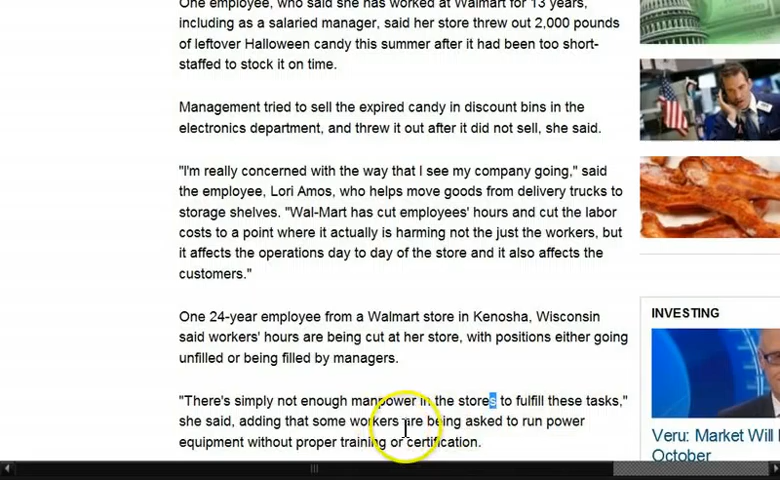 One employee, who said she has worked at Walmart for 13 years,
including as a salaried manager, said her store threw out 2,000 pounds
of leftover Halloween candy this summer after it had been too short-
staffed to stock it on time.
Management tried to sell the expired candy in discount bins in the
electronics department, and threw it out after it did not sell, she said.
"I'm really concerned with the way that I see my company going," said
the employee, Lori Amos, who helps move goods from delivery trucks to
storage shelves. "Wal-Mart has cut employees' hours and cut the labor
costs to a point where it actually is harming not the just the workers, but
it affects the operations day to day of the store and it also affects the
customers."
One 24-year employee from a Walmart store in Kenosha, Wisconsin
said workers' hours are being cut at her store, with positions either going
unfilled or being filled by managers.
"There's simply not enough manpower in the stores to fulfill these tasks,"
she said, adding that some workers are being asked to run power
equipment without proper training or certification.
INVESTING
Veru: Market Will
October